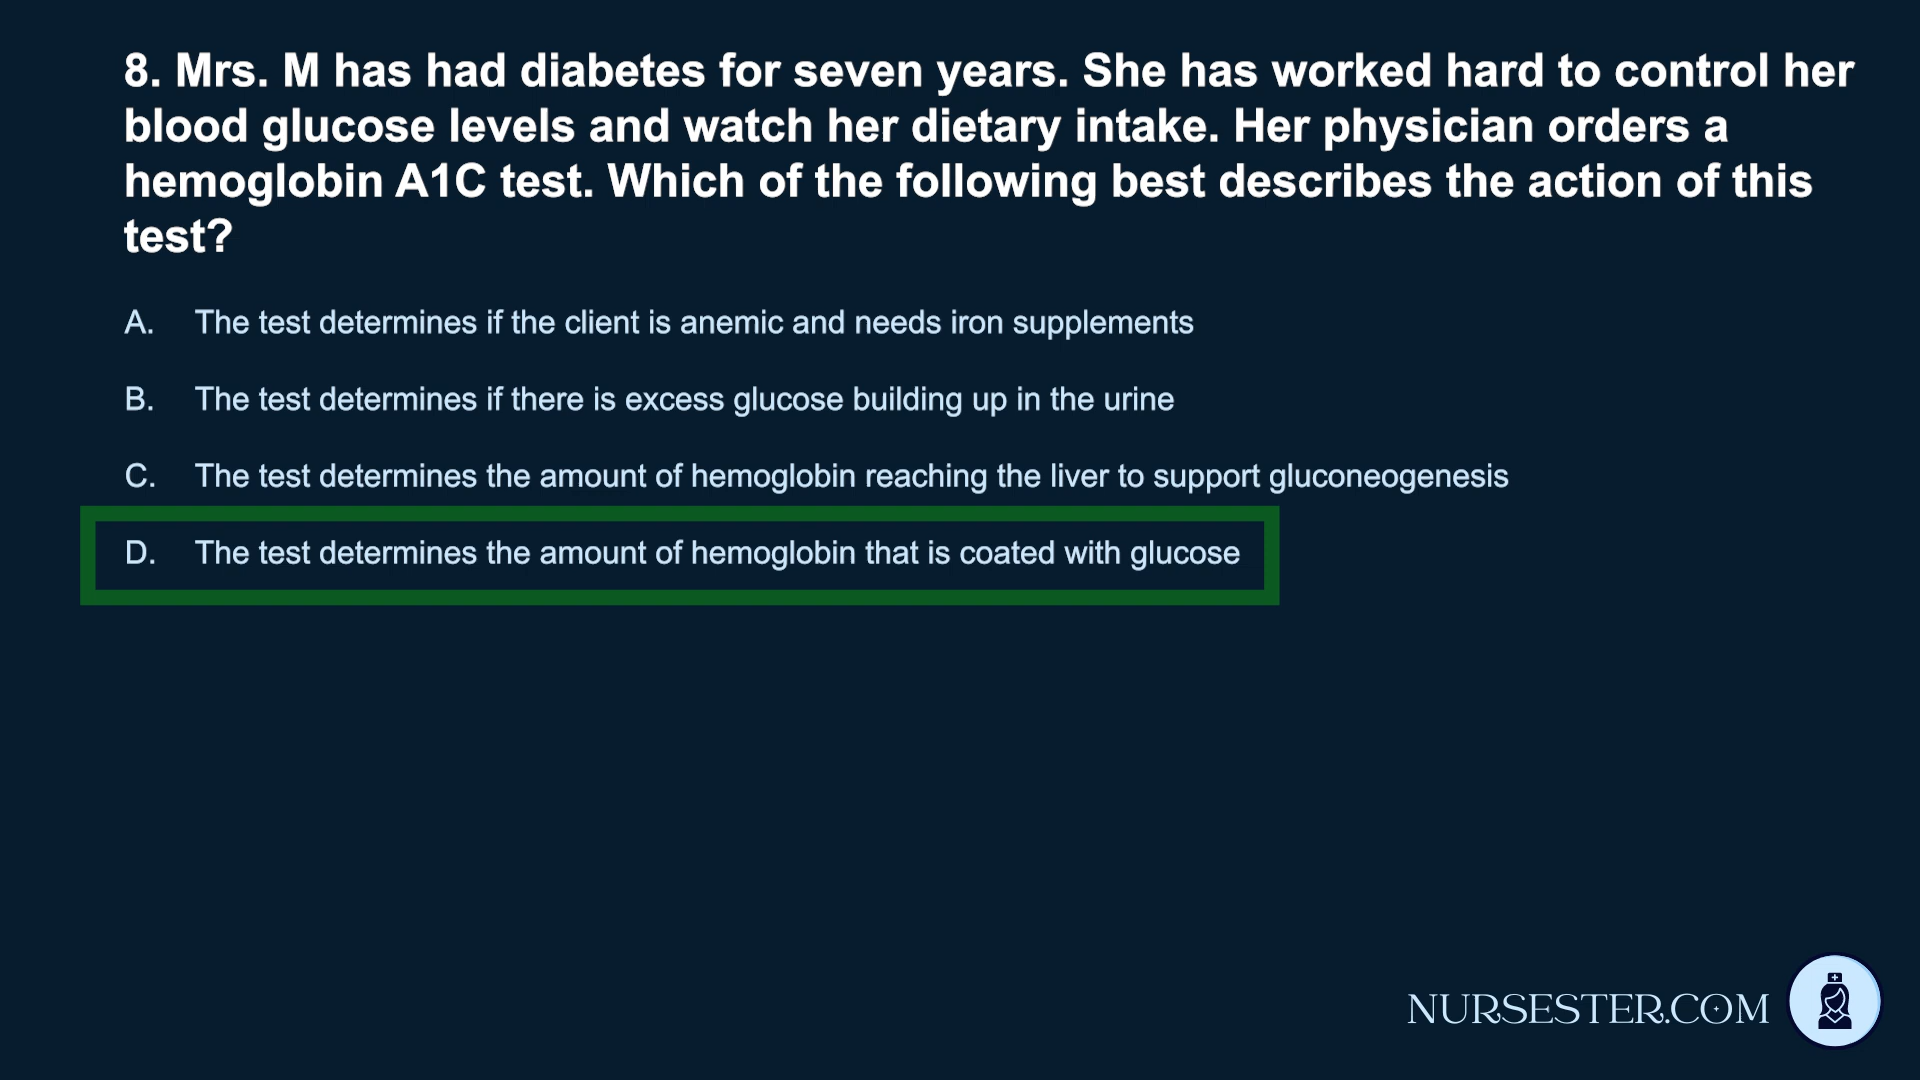 8. Mrs. M has had diabetes for seven years. She has worked hard to control her
blood glucose levels and watch her dietary intake. Her physician orders a
hemoglobin A1C test. Which of the following best describes the action of this
test?
A. The test determines if the client is anemic and needs iron supplements
B. The test determines if there is excess glucose building up in the urine
C. The test determines the amount of hemoglobin reaching the liver to support gluconeogenesis
D. The test determines the amount of hemoglobin that is coated with glucose
NURSESTER.COM